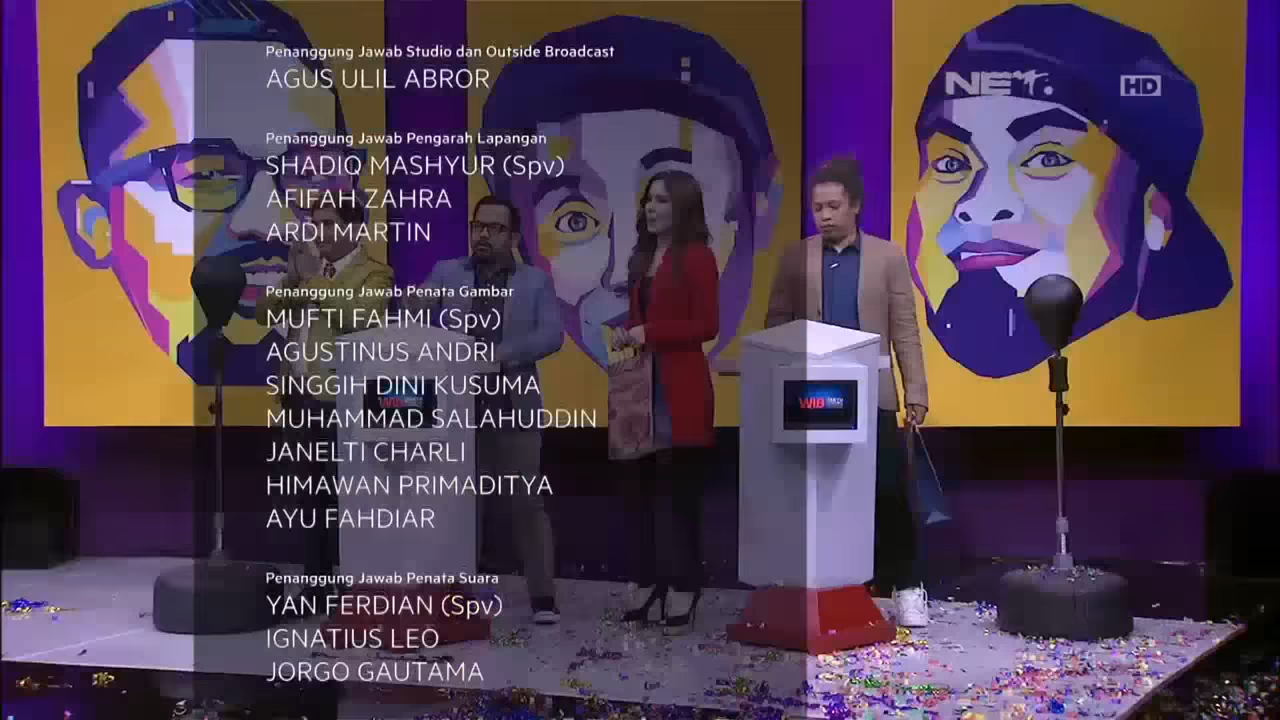 Penanggung Jawab Studio dan Outside Broadcast
AGUS ULIL ABROR
NET.
HD
Penanggung Jawab Pengarah Lapangan
SHADIQ MASHYUR (Spv)
AFIFAH ZAHRA
ARDI MARTIN
Penanggung Jawab Penata Gambar
MUFTI FAHMI (Spv)
AGUSTINUS ANDRI
SINGGIH DINI KUSUMA
MUHAMMAD SALAHUDDIN
JANELTI CHARLI
HIMAWAN PRIMADITYA
AYU FAHDIAR
Penanggung Jawab Penata Suara
YAN FERDIAN (Spv)
IGNATIUS LEO
JORGO GAUTAMA
WIB
WIB